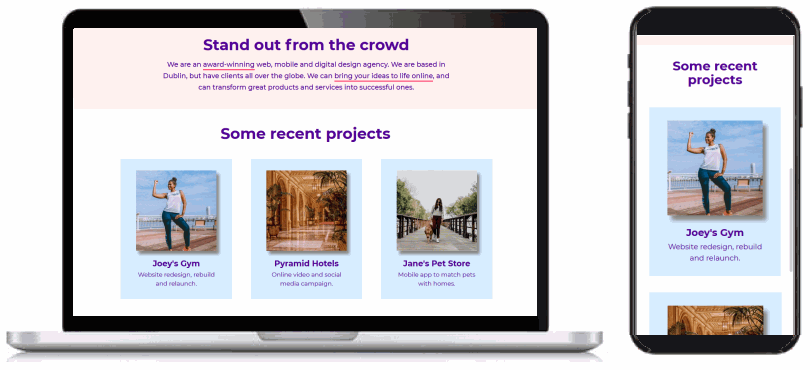 Stand out from the crowd
We are an award-winning web, mobile and digital design agency. We are based in
Dublin, but have clients all over the globe. We can bring your ideas to life online, and
can transform great products and services into successful ones.
Some recent projects
Joey's Gym
Website redesign, rebuild
and relaunch.
Pyramid Hotels
Online video and social
media campaign.
Jane's Pet Store
Mobile app to match pets
with homes.
Some recent
projects
Joey's Gym
Website redesign, rebuild
and relaunch.